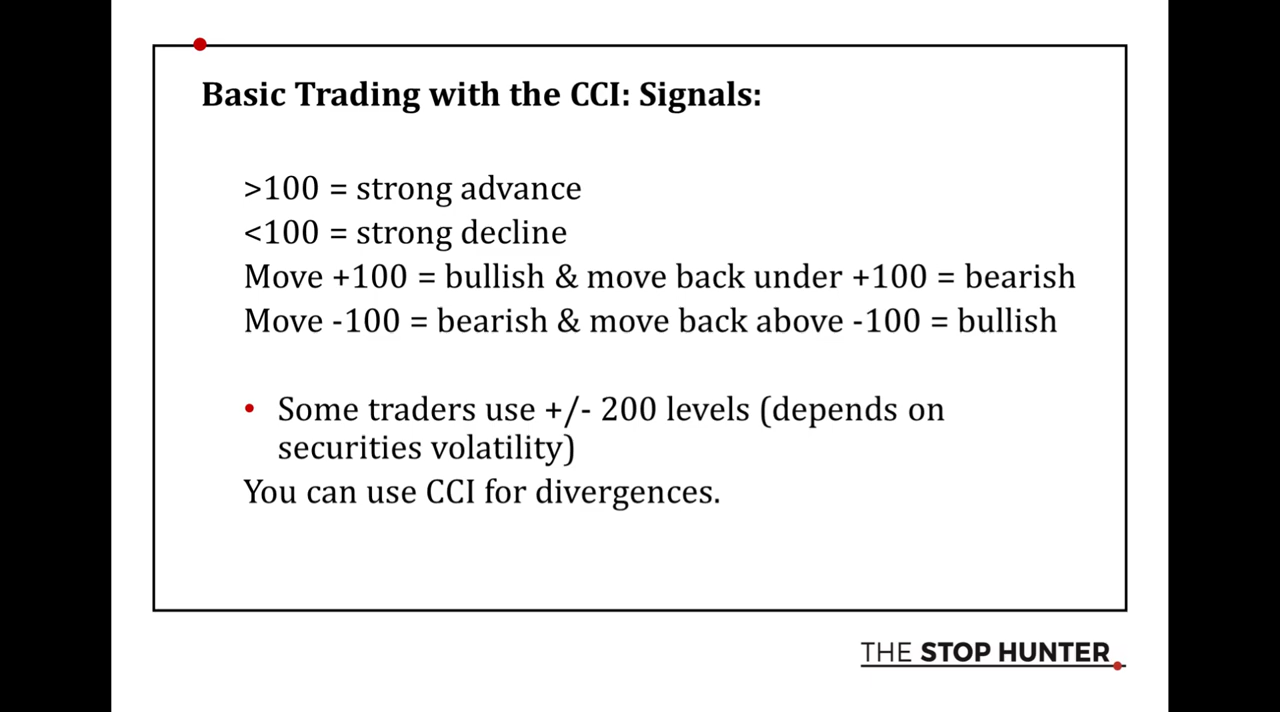 Basic Trading with the CCI: Signals:
>100 = strong advance
<100 = strong decline
Move +100 = bullish & move back under +100 = bearish
Move -100 = bearish & move back above -100 = bullish
• Some traders use +/- 200 levels (depends on
securities volatility)
You can use CCI for divergences.
THE STOP HUNTER.